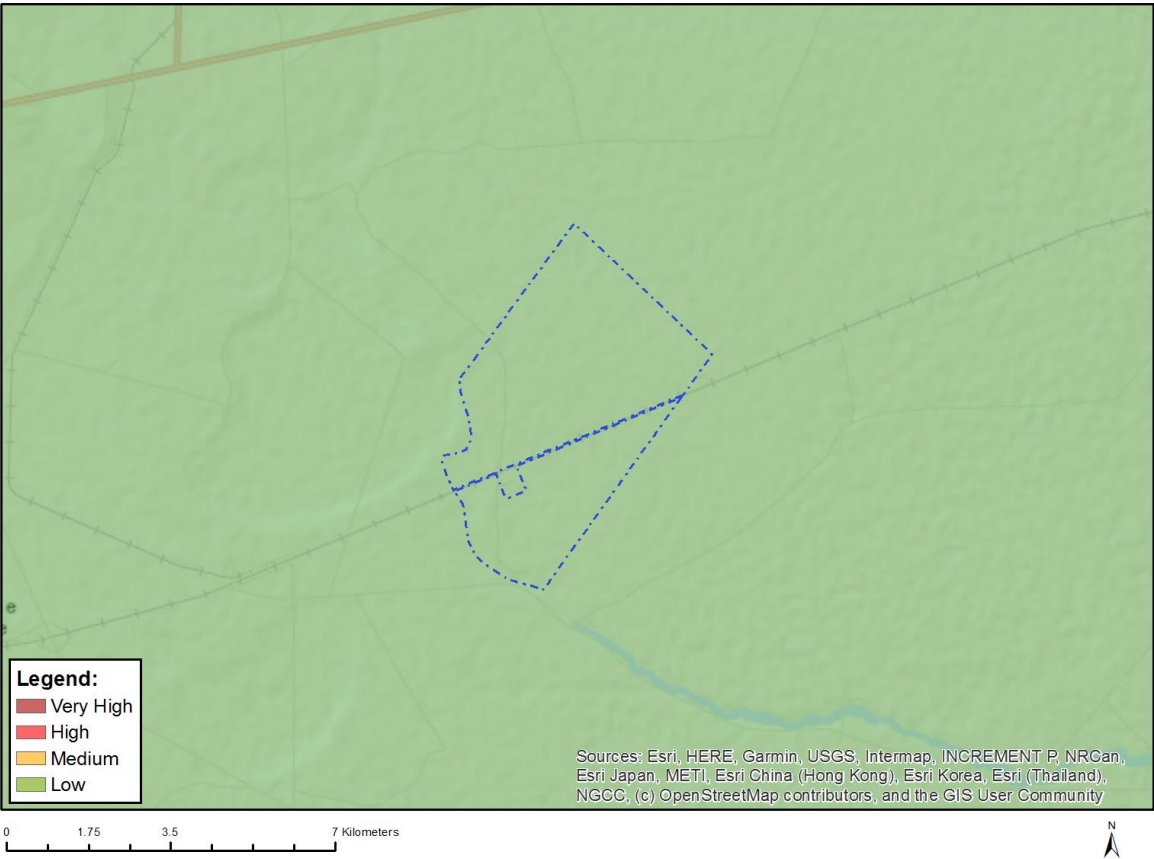 e
e
Legend:
Very High
High
Medium
Low
Sources: Esri, HERE, Garmin, USGS, Intermap, INCREMENT P, NRCan,
Esri Japan, METI, Esri China (Hong Kong), Esri Korea, Esri (Thailand),
NGCC, (c) OpenStreetMap contributors, and the GIS User Community
0 1.75 3.5 7 Kilometers
N